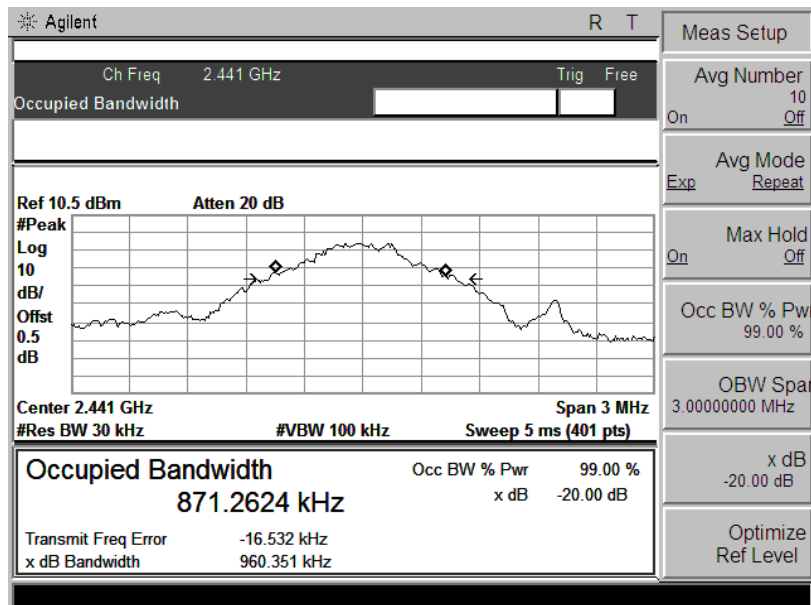 Agilent R T
Ch Freq 2.441 GHz Trig Free
Occupied Bandwidth
Ref 10.5 dBm Atten 20 dB
#Peak
Log
10
dB/
Offst
0.5
dB
Center 2.441 GHz Span 3 MHz
#Res BW 30 kHz #VBW 100 kHz Sweep 5 ms (401 pts)
Occupied Bandwidth Occ BW % Pwr 99.00 %
871.2624 kHz x dB -20.00 dB
Transmit Freq Error -16.532 kHz
x dB Bandwidth 960.351 kHz
Meas Setup
Avg Number
10
On Off
Avg Mode
Exp Repeat
Max Hold
On Off
Occ BW % Pwr
99.00 %
OBW Span
3.00000000 MHz
x dB
-20.00 dB
Optimize
Ref Level